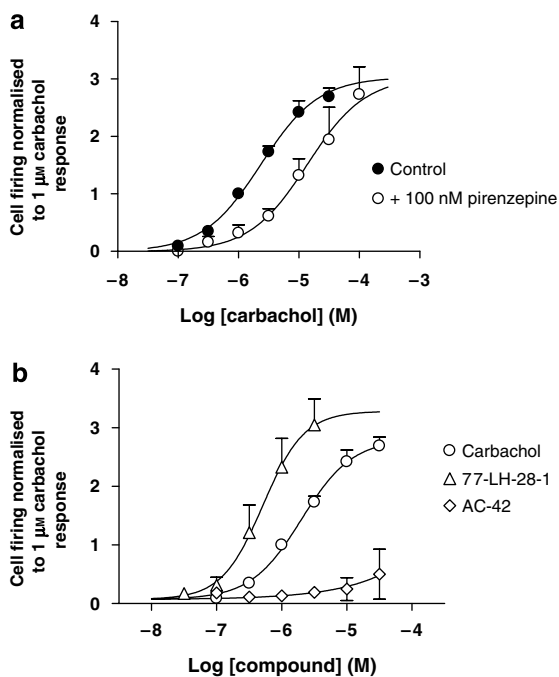 a
Cell firing normalised
to 1 μM carbachol
response
4
3
2
1
0
−8
−7
−6
−5
−4
−3
Control
+ 100 nM pirenzepine
Log [carbachol] (M)
b
Cell firing normalised
to 1 μM carbachol
response
4
3
2
1
0
−8
−7
−6
−5
−4
Carbachol
77-LH-28-1
AC-42
Log [compound] (M)